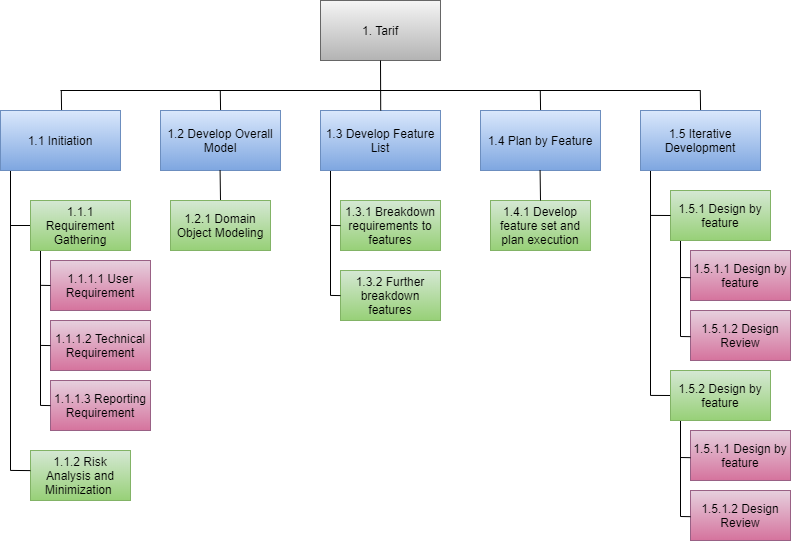 1. Tarif
1.1 Initiation
1.2 Develop Overall
Model
1.3 Develop Feature
List
1.4 Plan by Feature
1.5 Iterative
Development
1.1.1
Requirement
Gathering
1.1.1.1 User
Requirement
1.1.1.2 Technical
Requirement
1.1.1.3 Reporting
Requirement
1.1.2 Risk
Analysis and
Minimization
1.2.1 Domain
Object Modeling
1.3.1 Breakdown
requirements to
features
1.3.2 Further
breakdown
features
1.4.1 Develop
feature set and
plan execution
1.5.1 Design by
feature
1.5.1.1 Design by
feature
1.5.1.2 Design
Review
1.5.2 Design by
feature
1.5.1.1 Design by
feature
1.5.1.2 Design
Review